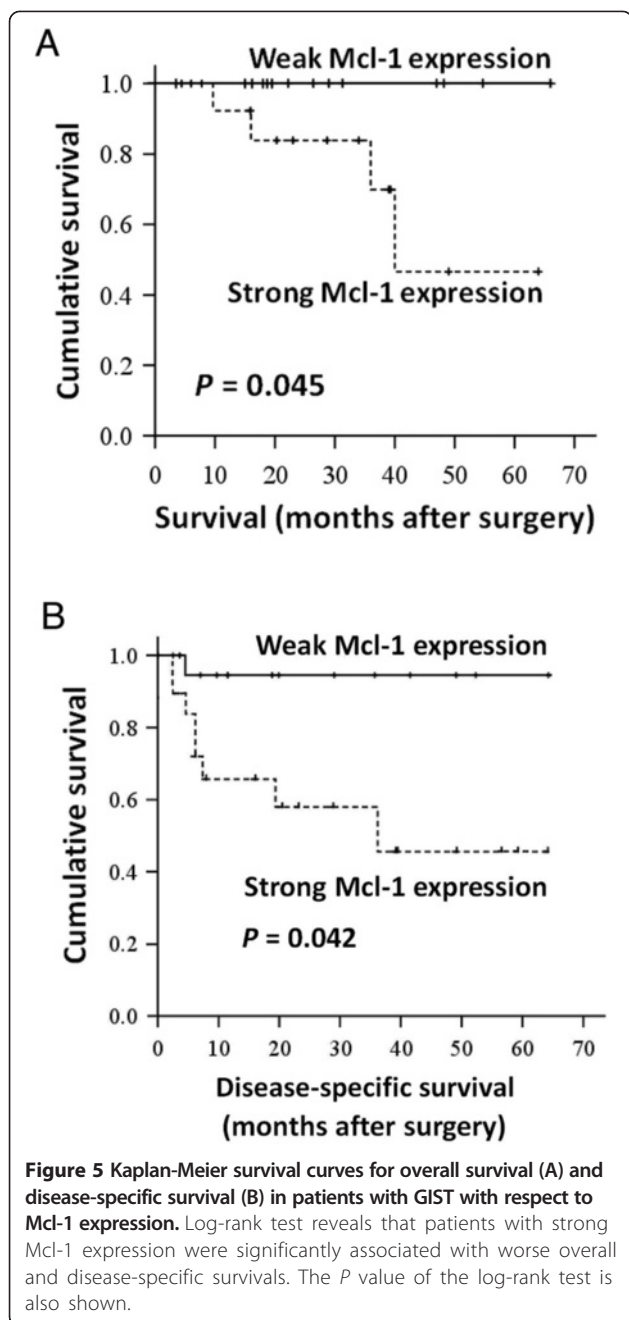 A
Weak Mcl-1 expression
1.0
0.8
0.6
0.4
0.2
0.0
Cumulative survival
Strong Mcl-1 expression
P = 0.045
0 10 20 30 40 50 60 70
Survival (months after surgery)
B
Weak Mcl-1 expression
1.0
0.8
0.6
0.4
0.2
0.0
Cumulative survival
Strong Mcl-1 expression
P = 0.042
0 10 20 30 40 50 60 70
Disease-specific survival
(months after surgery)
Figure 5 Kaplan-Meier survival curves for overall survival (A) and
disease-specific survival (B) in patients with GIST with respect to
Mcl-1 expression. Log-rank test reveals that patients with strong
Mcl-1 expression were significantly associated with worse overall
and disease-specific survivals. The P value of the log-rank test is
also shown.